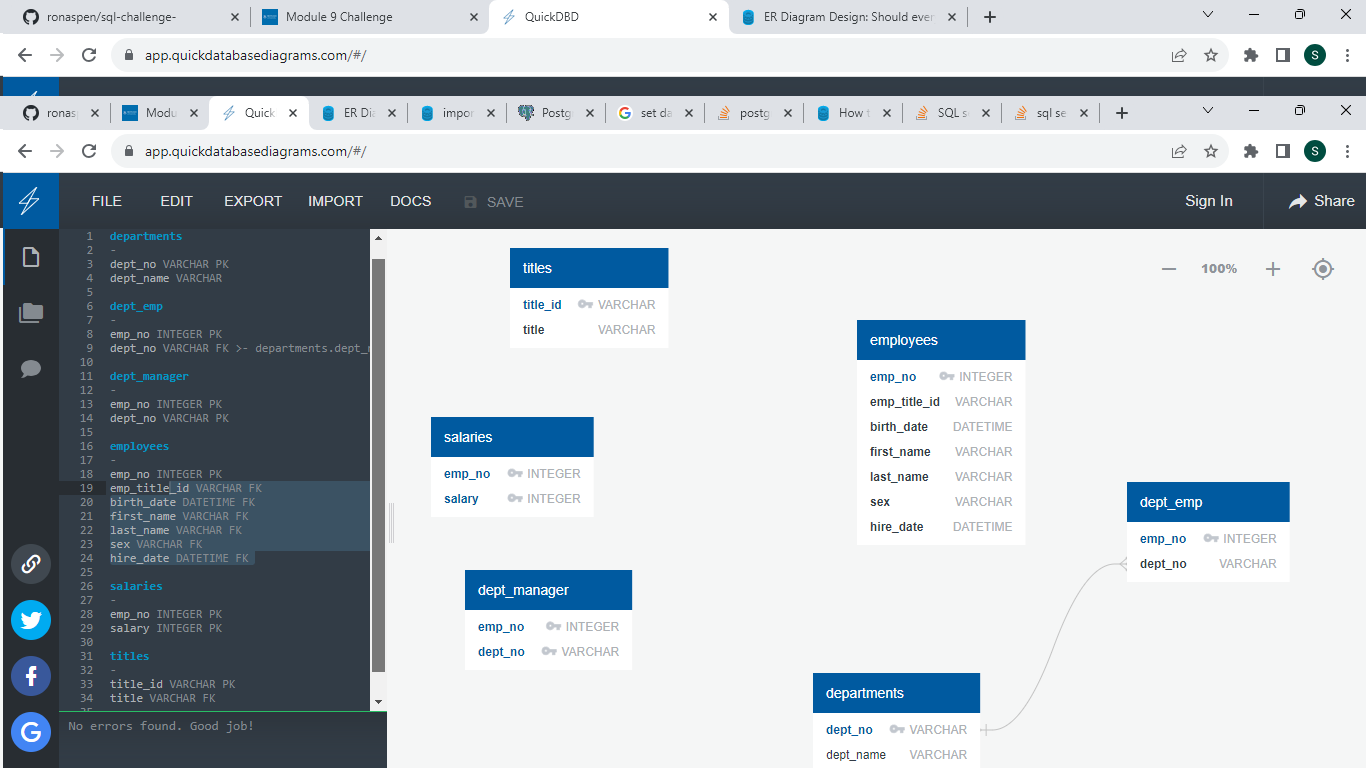 ronaspen/sql-challenge-
Module 9 Challenge
QuickDBD
ER Diagram Design: Should ever
app.quickdatabasediagrams.com/#/
S
ronasp
Modu
Quick
ER Dia
impor
Postg
set da
postg
How t
SQL s
sql se
app.quickdatabasediagrams.com/#/
S
FILE EDIT EXPORT IMPORT DOCS SAVE Sign In Share
1 departments
2 -
3 dept_no VARCHAR PK
4 dept_name VARCHAR
5
6 dept_emp
7 -
8 emp_no INTEGER PK
9 dept_no VARCHAR FK >- departments.dept_n
10
11 dept_manager
12 -
13 emp_no INTEGER PK
14 dept_no VARCHAR PK
15
16 employees
17 -
18 emp_no INTEGER PK
19 emp_title_id VARCHAR FK
20 birth_date DATETIME FK
21 first_name VARCHAR FK
22 last_name VARCHAR FK
23 sex VARCHAR FK
24 hire_date DATETIME FK
25
26 salaries
27 -
28 emp_no INTEGER PK
29 salary INTEGER PK
30
31 titles
32 -
33 title_id VARCHAR PK
34 title VARCHAR FK
No errors found. Good job!
100%
titles
title_id VARCHAR
title VARCHAR
employees
emp_no INTEGER
emp_title_id VARCHAR
birth_date DATETIME
first_name VARCHAR
last_name VARCHAR
sex VARCHAR
hire_date DATETIME
salaries
emp_no INTEGER
salary INTEGER
dept_emp
emp_no INTEGER
dept_no VARCHAR
dept_manager
emp_no INTEGER
dept_no VARCHAR
departments
dept_no VARCHAR
dept_name VARCHAR